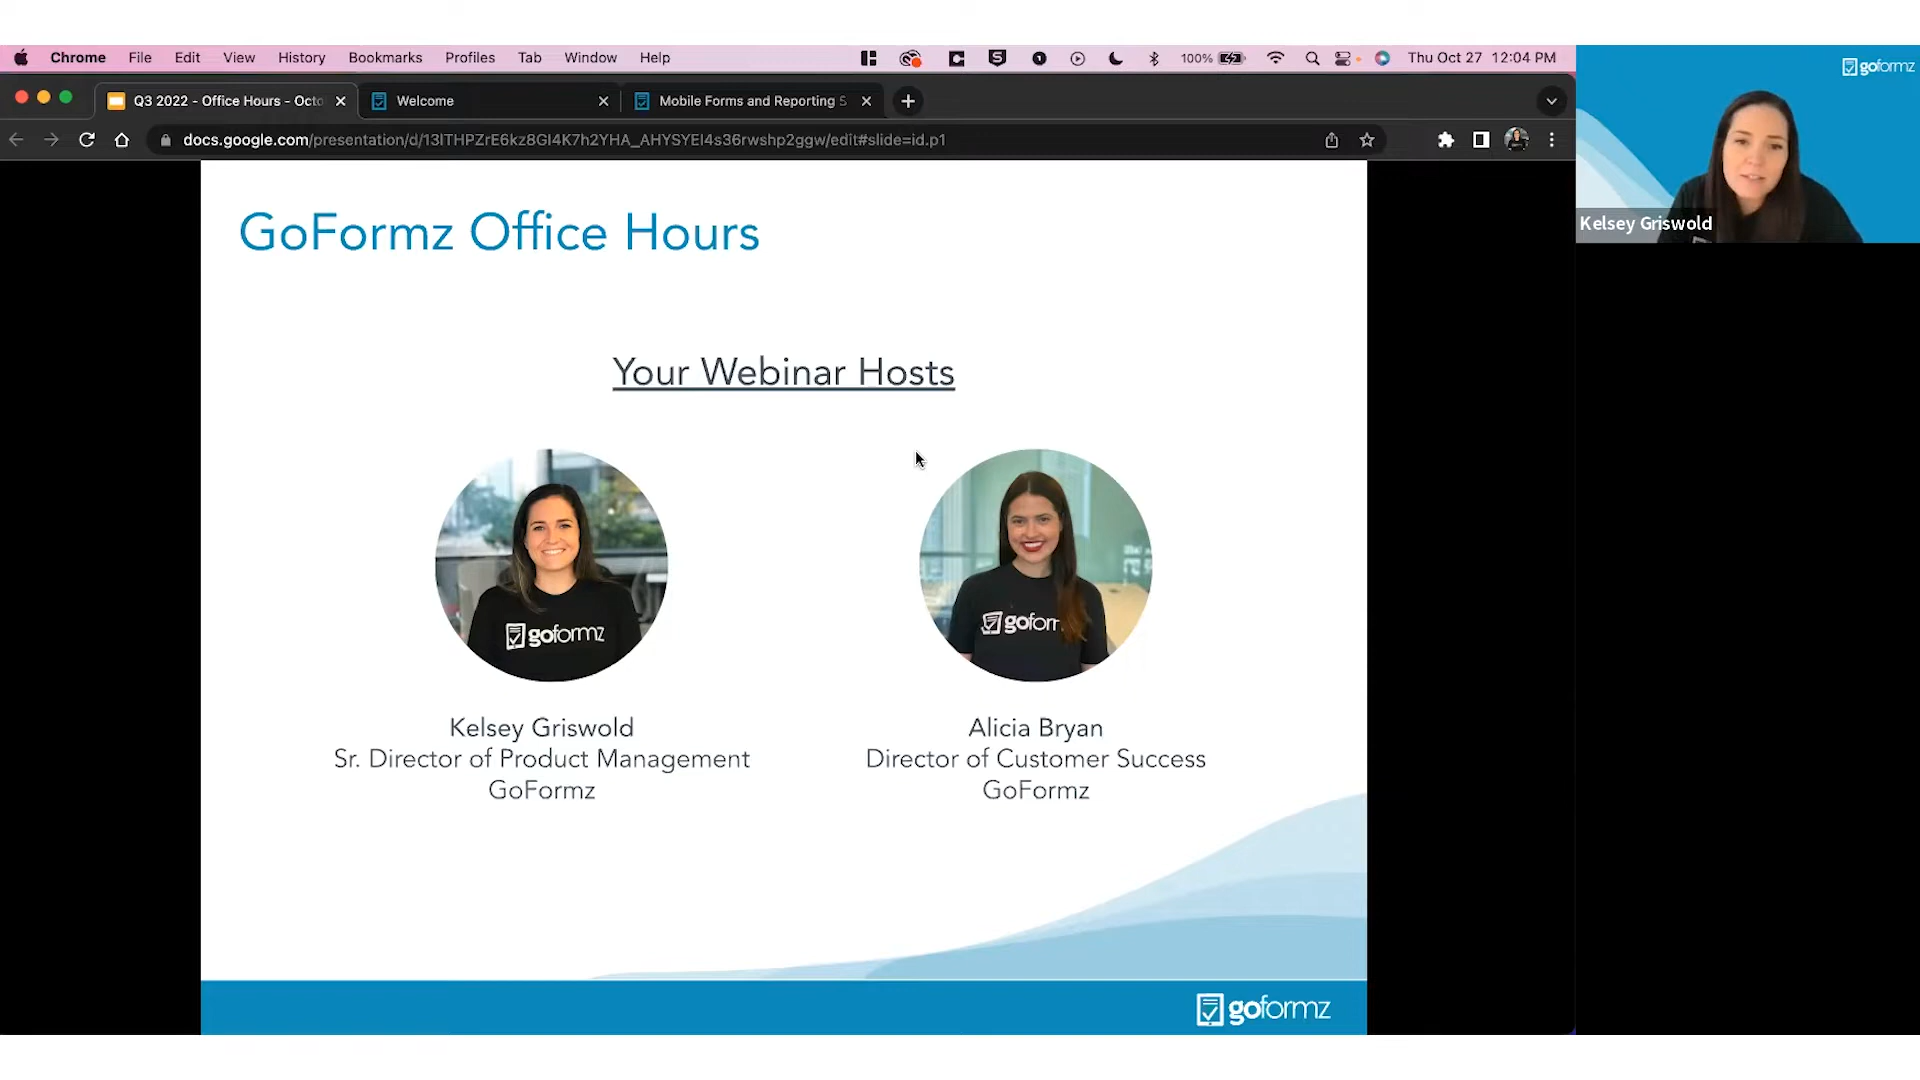 Chrome File Edit View History Bookmarks Profiles Tab Window Help 100% Thu Oct 27 12:04 PM
Q3 2022 - Office Hours - Octo Welcome Mobile Forms and Reporting S
docs.google.com/presentation/d/13lTHPZrE6kz8GI4K7h2YHA_AHYSYEI4s36rwshp2ggw/edit#slide=id.p1
goformz
Kelsey Griswold
GoFormz Office Hours
Your Webinar Hosts
goformz
goform
Kelsey Griswold
Sr. Director of Product Management
GoFormz
Alicia Bryan
Director of Customer Success
GoFormz
goformz